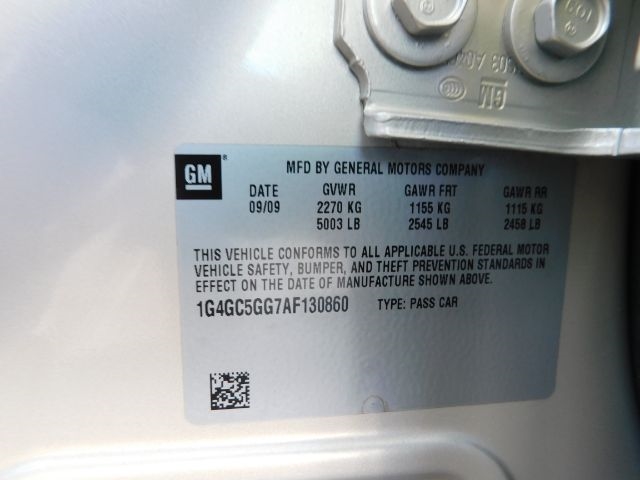 GM
GM ®
MFD BY GENERAL MOTORS COMPANY
DATE GVWR GAWR FRT GAWR RR
09/09 2270 KG 1155 KG 1115 KG
5003 LB 2545 LB 2458 LB
THIS VEHICLE CONFORMS TO ALL APPLICABLE U.S. FEDERAL MOTOR
VEHICLE SAFETY, BUMPER, AND THEFT PREVENTION STANDARDS IN
EFFECT ON THE DATE OF MANUFACTURE SHOWN ABOVE.
1G4GC5GG7AF130860 TYPE: PASS CAR